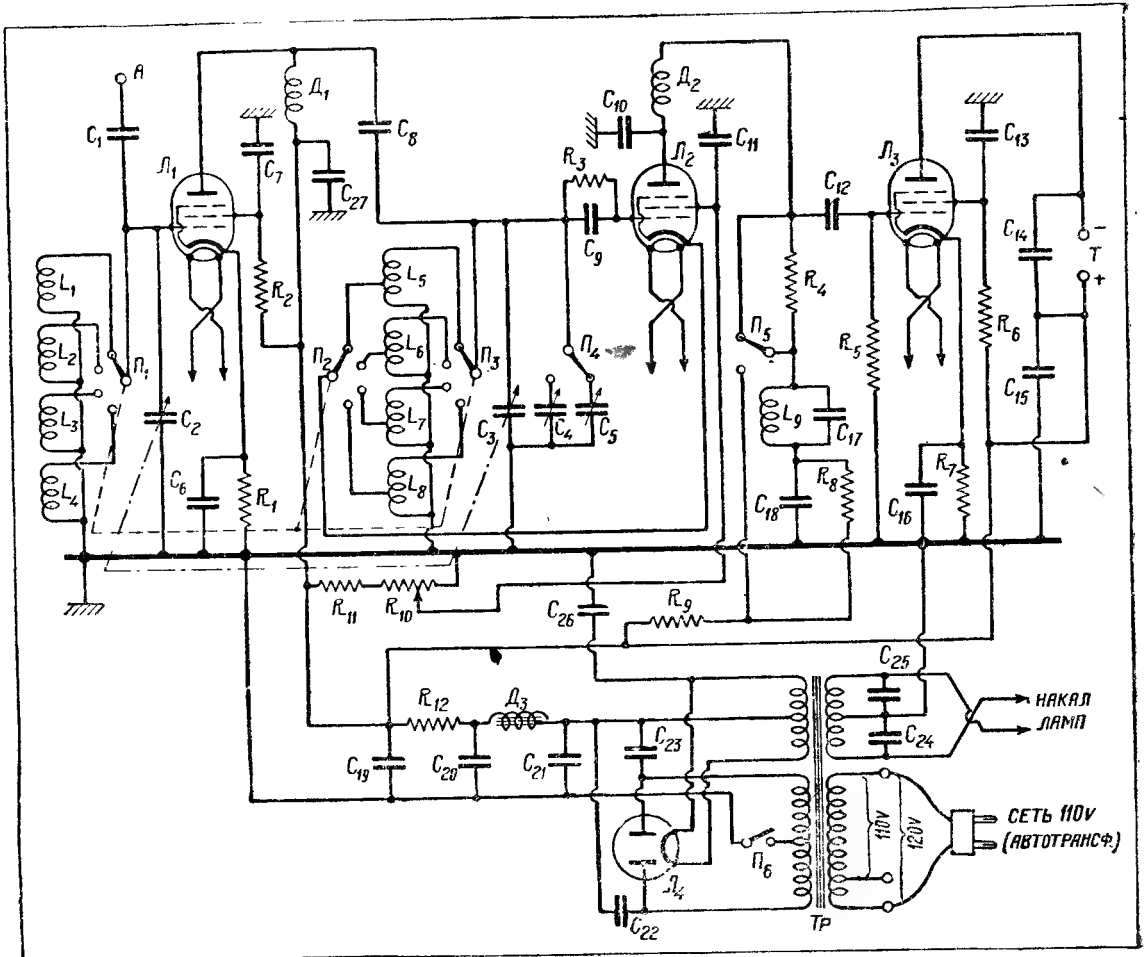 A
C₁
Л₁
C₇
Д₁
C₂₇
C₈
R₂
C₁₀
Д₂
Л₂
R₃
C₉
C₁₁
C₁₂
Л₃
C₁₃
C₁₄
–
Т
+
C₁₅
L₁
L₂
L₃
L₄
П₁
C₂
C₆
R₁
П₂
L₅
L₆
L₇
L₈
П₃
C₃
П₄
C₄
C₅
П₅
R₄
L₉
C₁₇
R₈
C₁₈
R₅
C₁₆
R₇
R₆
R₁₁
R₁₀
C₂₆
R₉
R₁₂
Д₃
C₁₉
C₂₀
C₂₁
C₂₃
Л₄
C₂₂
П₆
Тр
C₂₅
C₂₄
НАКАЛ
ЛАМП
110V
120V
СЕТЬ 110V
(АВТОТРАНСФ.)